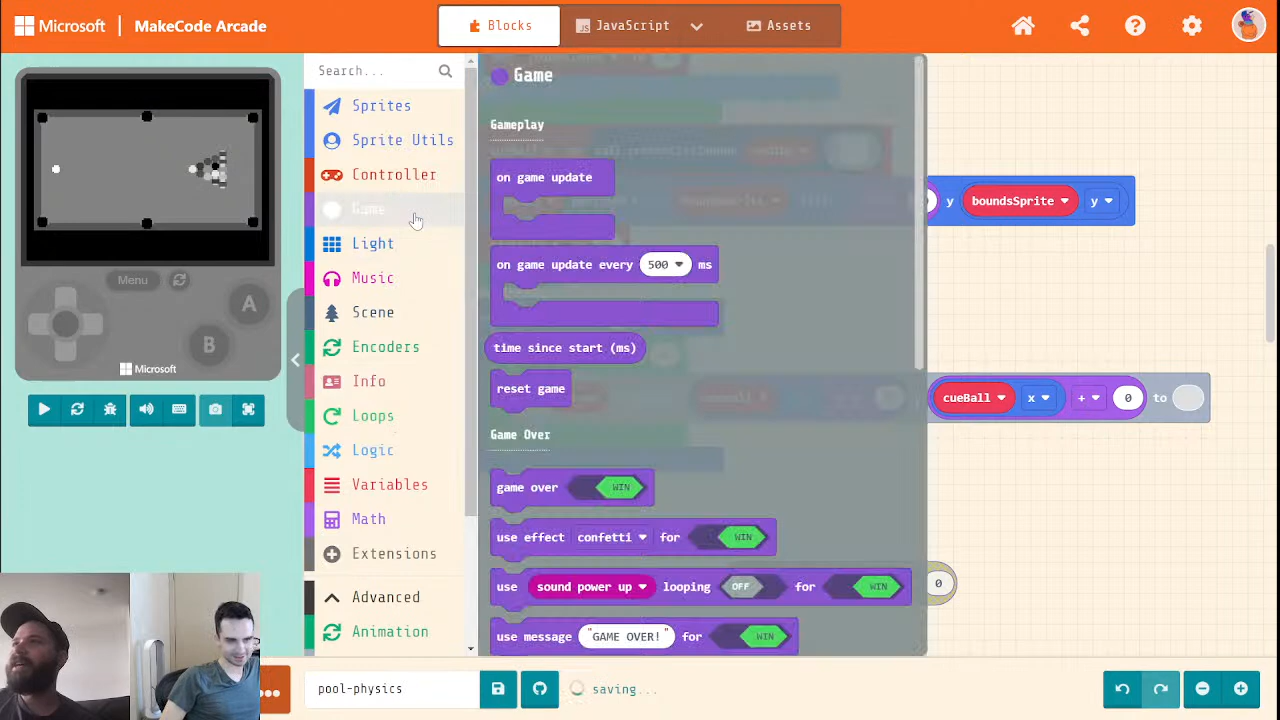 Microsoft MakeCode Arcade
Blocks
JavaScript
Assets
Menu
A
B
Microsoft
Search...
Sprites
Sprite Utils
Controller
Game
Light
Music
Scene
Encoders
Info
Loops
Logic
Variables
Math
Extensions
Advanced
Animation
Game
Gameplay
on game update
on game update every 500 ms
time since start (ms)
reset game
Game Over
game over WIN
use effect confetti for WIN
use sound power up looping OFF for WIN
use message "GAME OVER!" for WIN
y boundsSprite y
cueBall x + 0 to
0
pool-physics
saving...